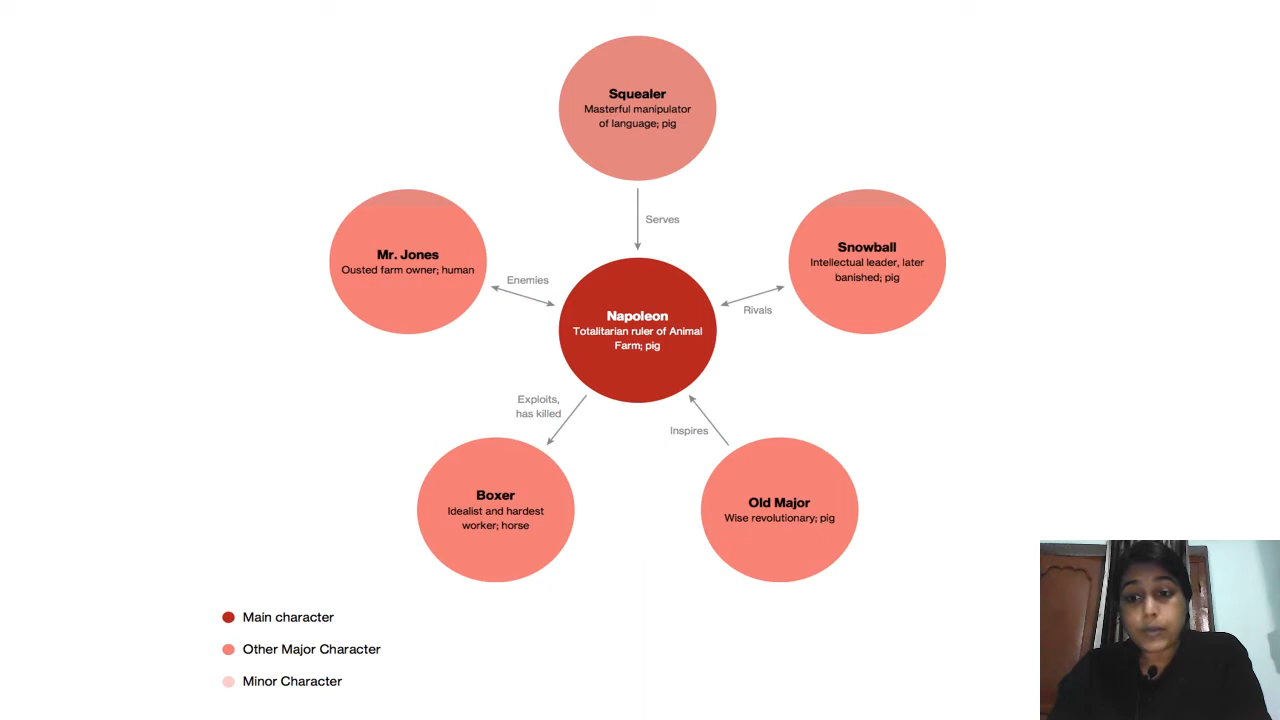 Squealer
Masterful manipulator
of language; pig
Serves
Mr. Jones
Ousted farm owner; human
Snowball
Intellectual leader, later
banished; pig
Enemies
Rivals
Napoleon
Totalitarian ruler of Animal
Farm; pig
Exploits,
has killed
Inspires
Boxer
Idealist and hardest
worker; horse
Old Major
Wise revolutionary; pig
Main character
Other Major Character
Minor Character